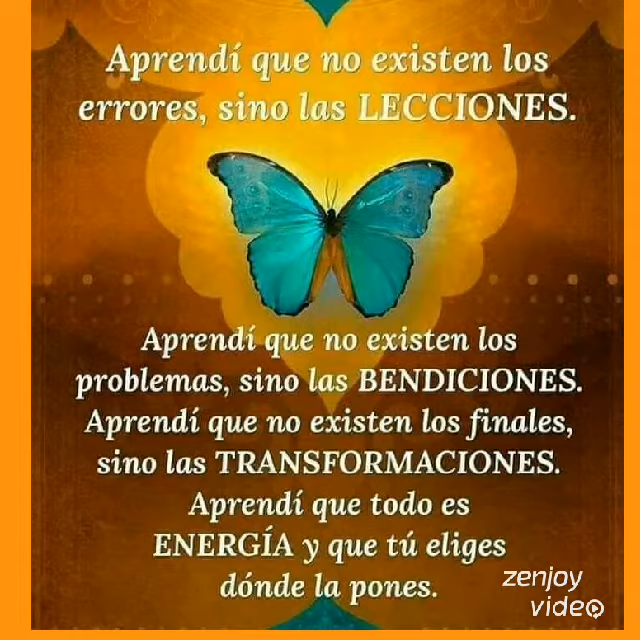 Aprendí que no existen los
errores, sino las LECCIONES.
Aprendí que no existen los
problemas, sino las BENDICIONES.
Aprendí que no existen los finales,
sino las TRANSFORMACIONES.
Aprendí que todo es
ENERGÍA y que tú eliges
dónde la pones.
zenjoy
video